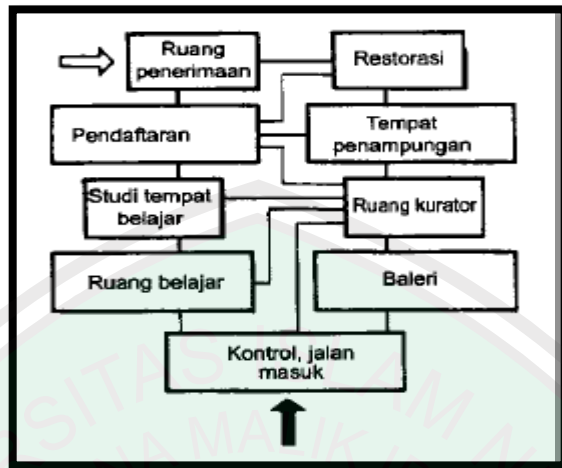 Ruang
penerimaan
Restorasi
Pendaftaran
Tempat
penampungan
Studi tempat
belajar
Ruang kurator
Ruang belajar
Baleri
Kontrol, jalan
masuk